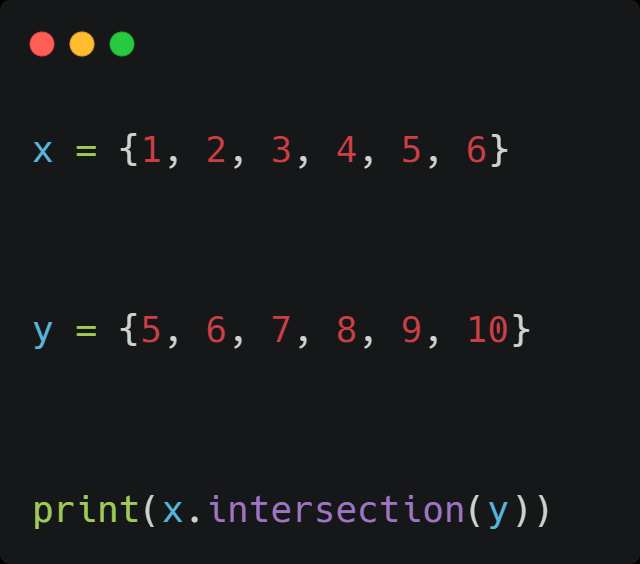 x = {1, 2, 3, 4, 5, 6}
y = {5, 6, 7, 8, 9, 10}
print(x.intersection(y))